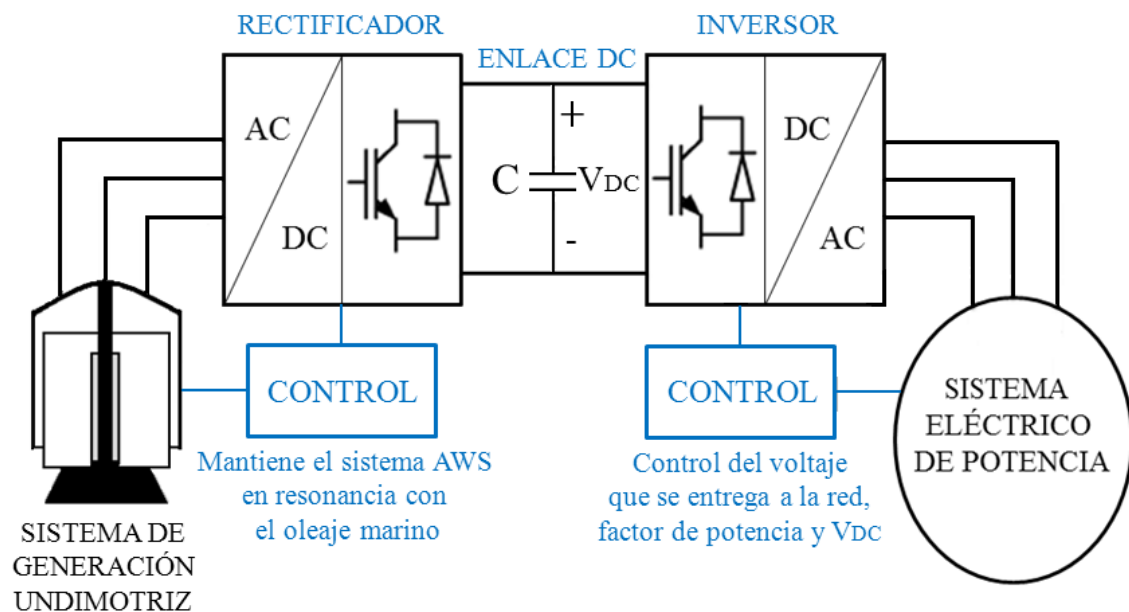 RECTIFICADOR
INVERSOR
ENLACE DC
AC
DC
+
C
VDC
-
DC
AC
CONTROL
Mantiene el sistema AWS
en resonancia con
el oleaje marino
CONTROL
Control del voltaje
que se entrega a la red,
factor de potencia y VDC
SISTEMA DE
GENERACIÓN
UNDIMOTRIZ
SISTEMA
ELÉCTRICO
DE POTENCIA